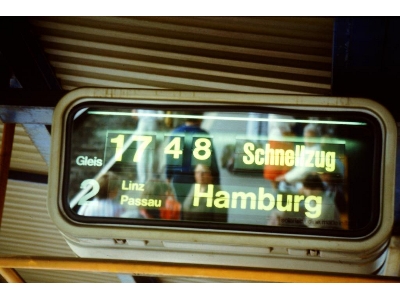 17 48 Schnellzug
Gleis
2
Linz
Passau
Hamburg